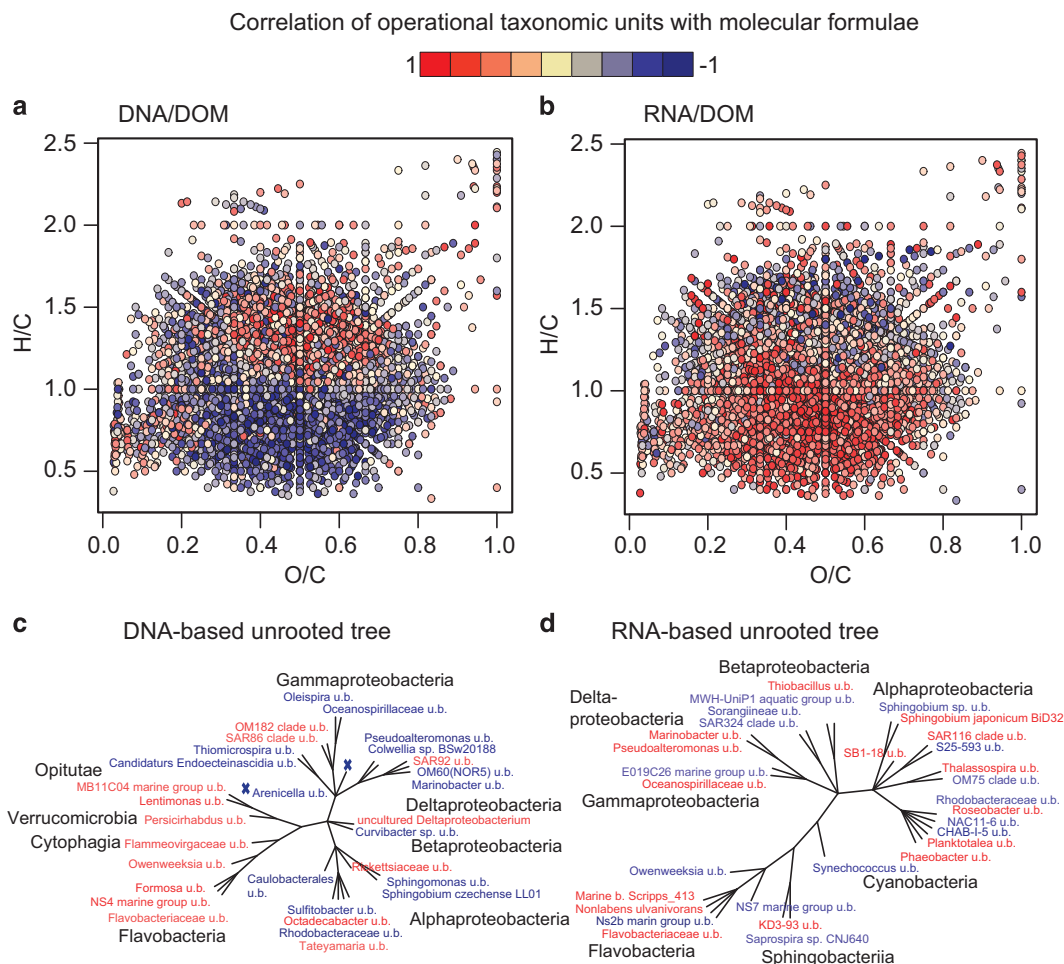 Correlation of operational taxonomic units with molecular formulae
1 -1
a DNA/DOM
b RNA/DOM
2.5
2.0
1.5
1.0
0.5
H/C
0.0 0.2 0.4 0.6 0.8 1.0
O/C
2.5
2.0
1.5
1.0
0.5
H/C
0.0 0.2 0.4 0.6 0.8 1.0
O/C
c DNA-based unrooted tree
Gammaproteobacteria
Oleispira u.b.
Oceanospirillaceae u.b.
OM182 clade u.b.
SAR86 clade u.b.
Thiomicrospira u.b.
Candidaturs Endoecteinascidia u.b.
Pseudoalteromonas u.b.
Colwellia sp. BSw20188
SAR92 u.b.
OM60(NOR5) u.b.
Marinobacter u.b.
Opitutae
MB11C04 marine group u.b.
Arenicella u.b.
Lentimonas u.b.
Verrucomicrobia
Persicirhabdus u.b.
Deltaproteobacteria
uncultured Deltaproteobacterium
Curvibacter sp. u.b.
Betaproteobacteria
Cytophagia
Flammeovirgaceae u.b.
Owenweeksia u.b.
Formosa u.b.
NS4 marine group u.b.
Flavobacteriaceae u.b.
Flavobacteria
Caulobacterales
u.b.
Rickettsiaceae u.b.
Sphingomonas u.b.
Sphingobium czechense LL01
Sulfitobacter u.b.
Octadecabacter u.b.
Rhodobacteraceae u.b.
Tateyamaria u.b.
Alphaproteobacteria
d RNA-based unrooted tree
Betaproteobacteria
Thiobacillus u.b.
MWH-UniP1 aquatic group u.b.
Sorangiineae u.b.
SAR324 clade u.b.
Delta-
proteobacteria
Marinobacter u.b.
Pseudoalteromonas u.b.
E019C26 marine group u.b.
Oceanospirillaceae u.b.
Gammaproteobacteria
Alphaproteobacteria
Sphingobium sp. u.b.
Sphingobium japonicum BiD32
SAR116 clade u.b.
SB1-18 u.b.
S25-593 u.b.
Thalassospira u.b.
OM75 clade u.b.
Rhodobacteraceae u.b.
Roseobacter u.b.
NAC11-6 u.b.
CHAB-I-5 u.b.
Planktotalea u.b.
Phaeobacter u.b.
Synechococcus u.b.
Cyanobacteria
Owenweeksia u.b.
Marine b. Scripps_413
Nonlabens ulvanivorans
Ns2b marin group u.b.
Flavobacteriaceae u.b.
Flavobacteria
NS7 marine group u.b.
KD3-93 u.b.
Saprospira sp. CNJ640
Sphingobacteriia